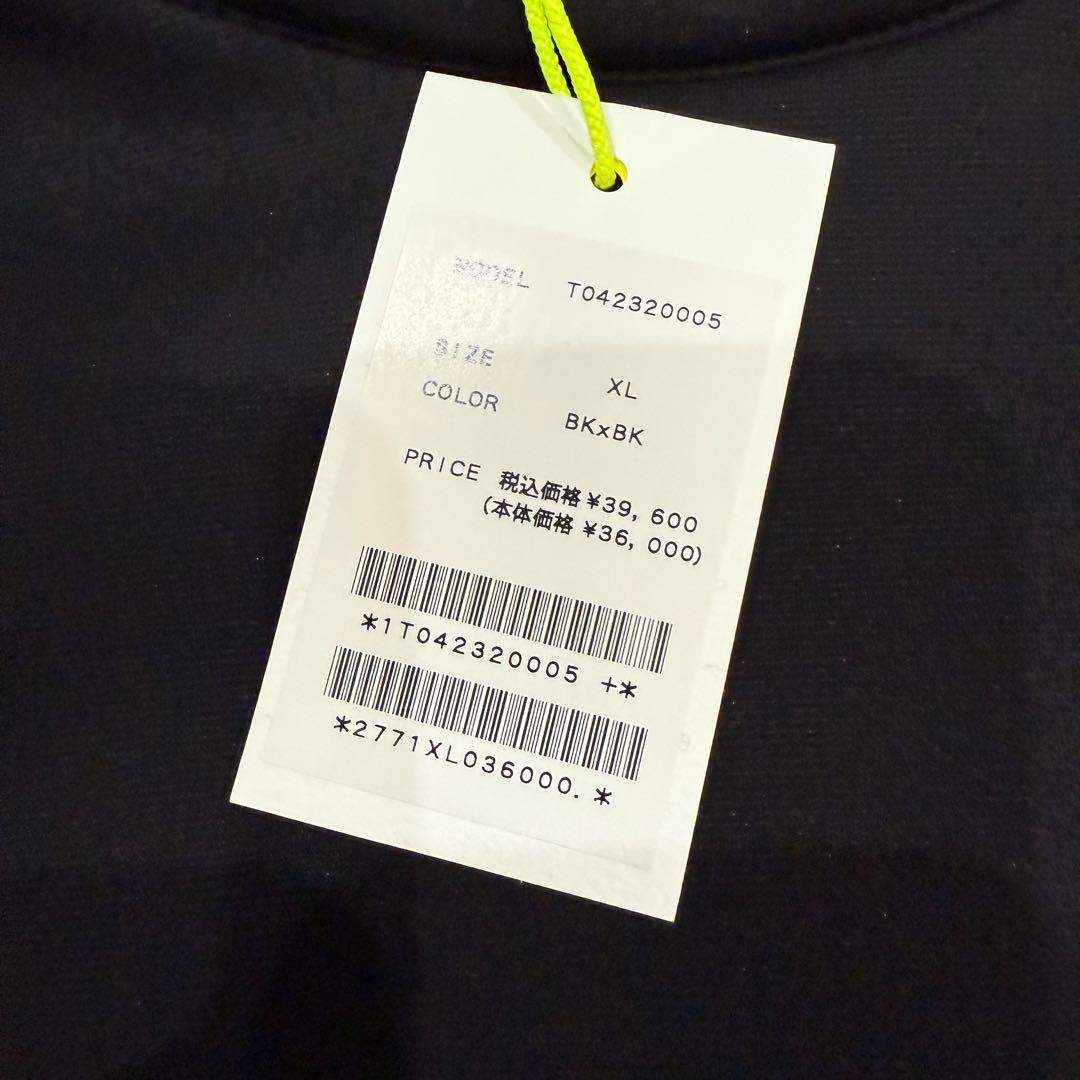 MODEL T042320005
SIZE XL
COLOR BKxBK
PRICE 税込価格 ¥39, 600
(本体価格 ¥36, 000)
*1T042320005 +*
*2771XL036000. *